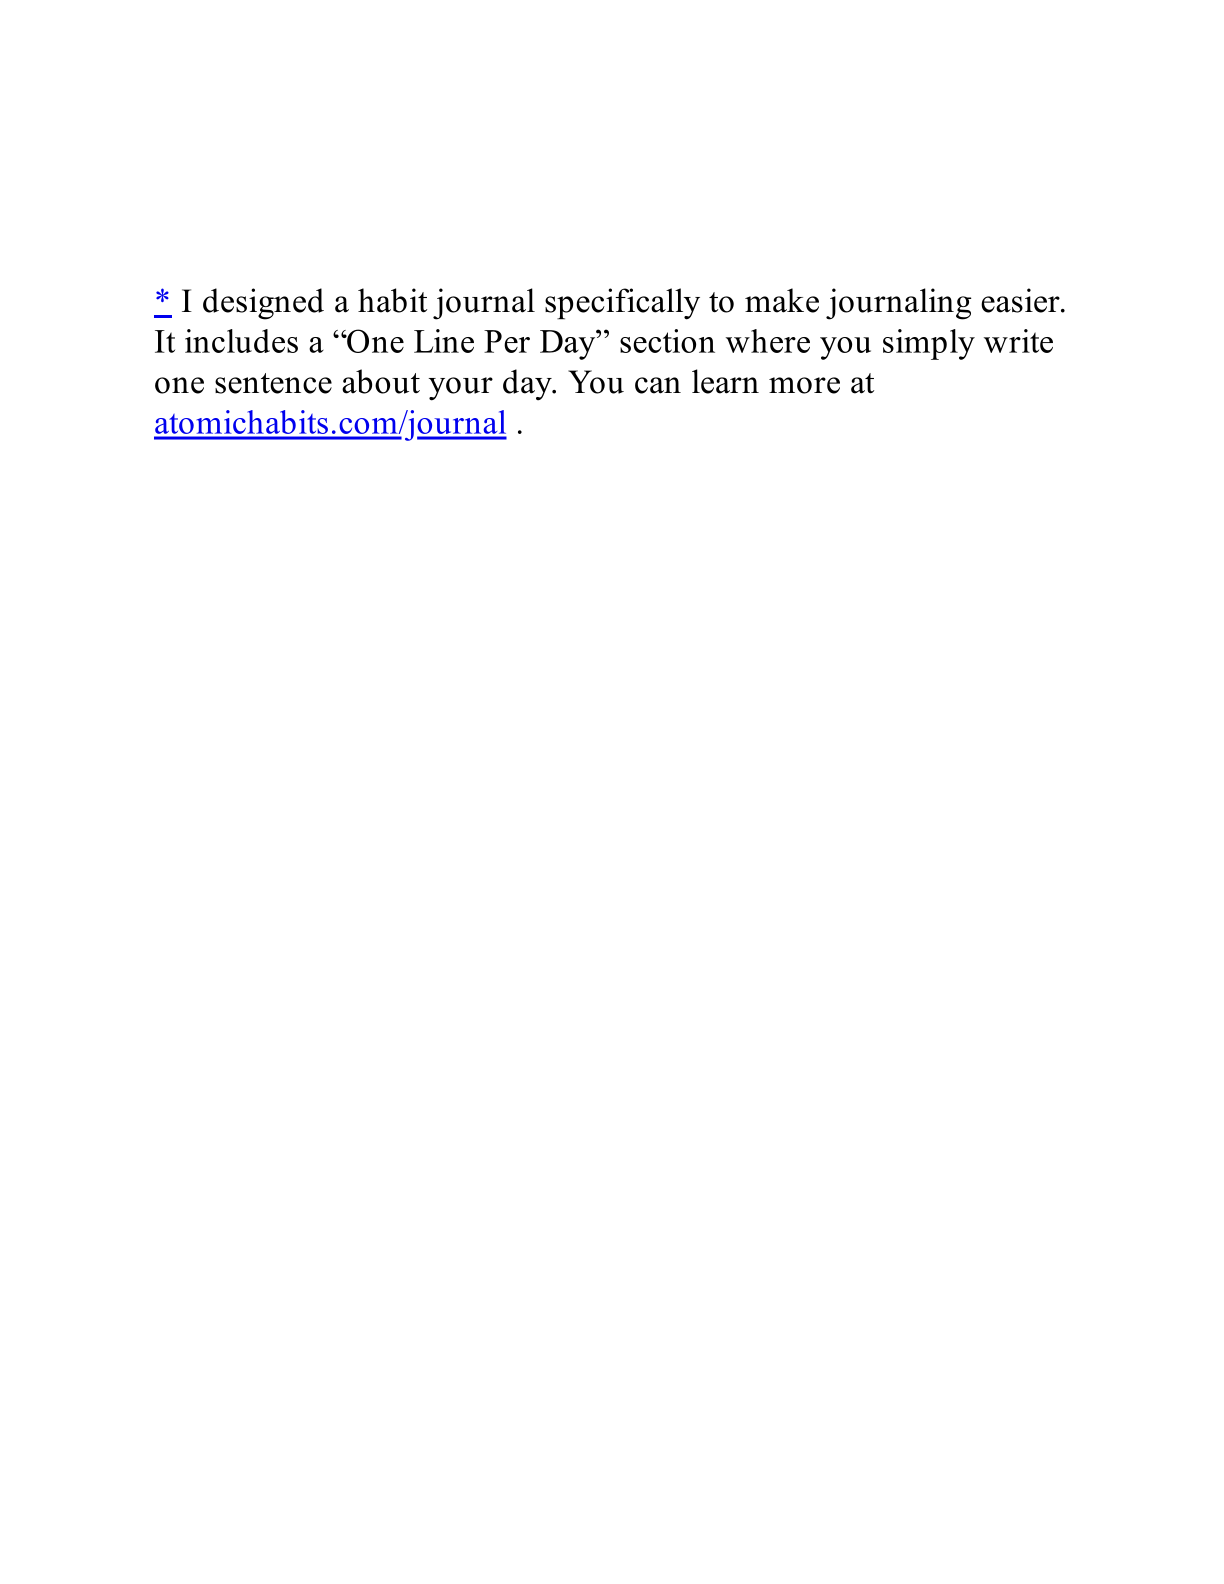 * I designed a habit journal specifically to make journaling easier.
It includes a “One Line Per Day” section where you simply write
one sentence about your day. You can learn more at
atomichabits.com/journal .